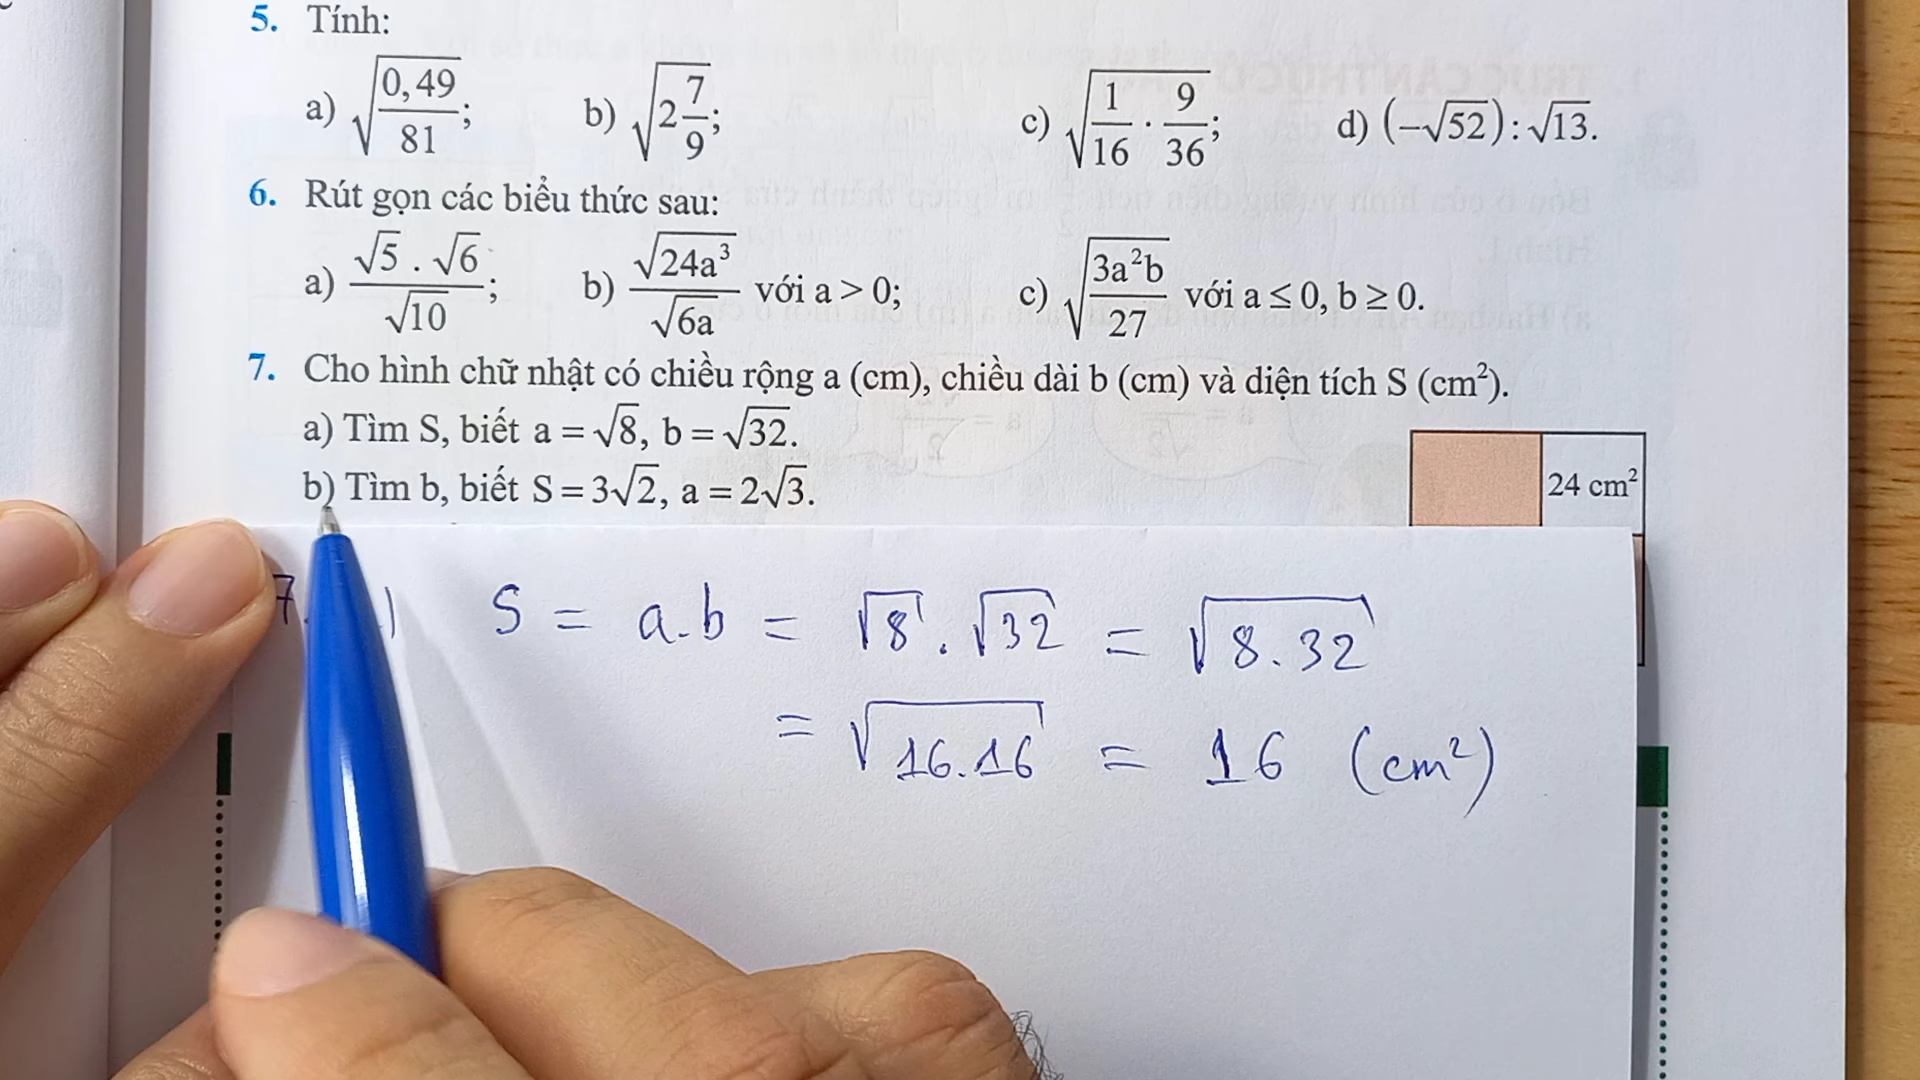 5. Tính:
a) √(0,49/81); b) √(2 7/9); c) √(1/16 · 9/36); d) (−√52) : √13.
6. Rút gọn các biểu thức sau:
a) (√5 . √6)/√10; b) √(24a³)/√(6a) với a > 0; c) √(3a²b/27) với a ≤ 0, b ≥ 0.
7. Cho hình chữ nhật có chiều rộng a (cm), chiều dài b (cm) và diện tích S (cm²).
a) Tìm S, biết a = √8, b = √32.
b) Tìm b, biết S = 3√2, a = 2√3.
24 cm²
7. S = a.b = √8 . √32 = √(8.32)
= √(16.16) = 16 (cm²)